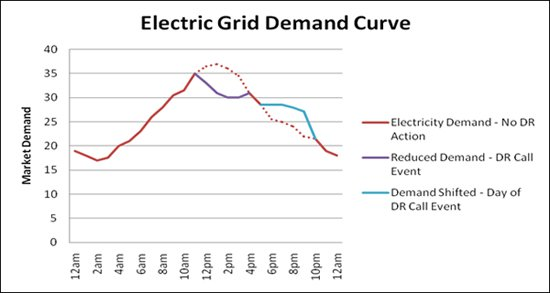 Electric Grid Demand Curve
Market Demand
40
35
30
25
20
15
10
5
0
12am 2am 4am 6am 8am 10am 12pm 2pm 4pm 6pm 8pm 10pm 12am
Electricity Demand - No DR
Action
Reduced Demand - DR Call
Event
Demand Shifted - Day of
DR Call Event